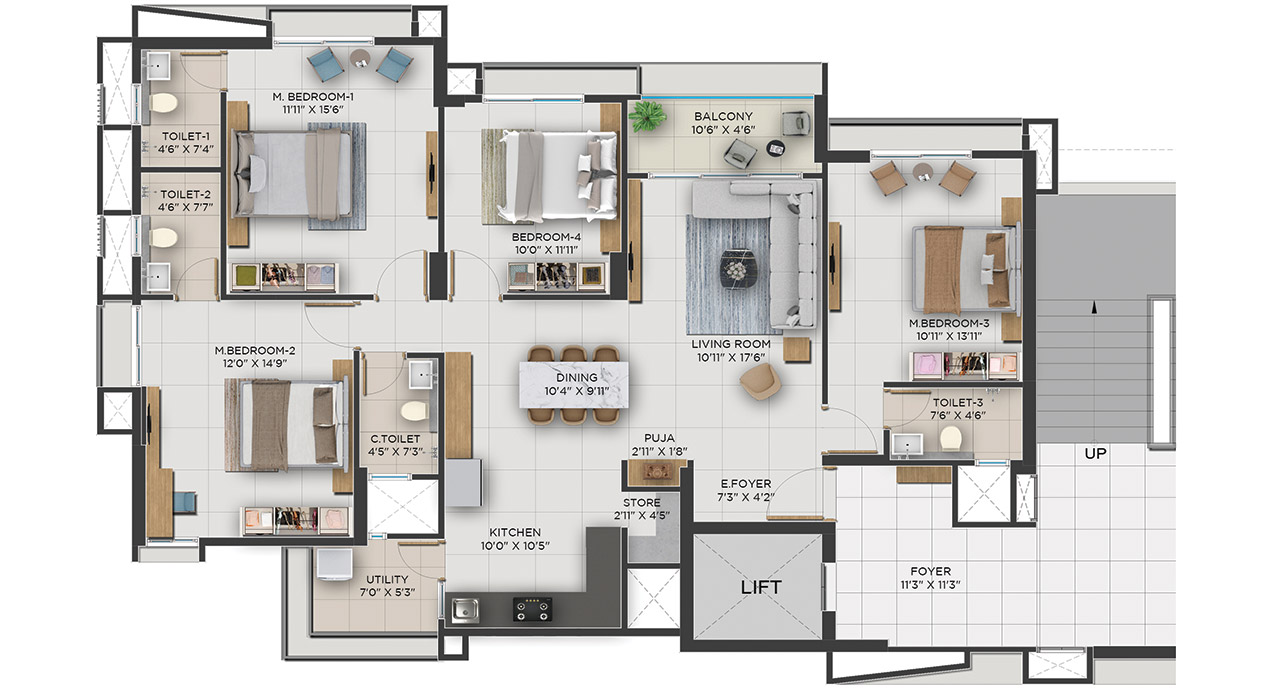 M. BEDROOM-1
11'11" X 15'6"
TOILET-1
4'6" X 7'4"
TOILET-2
4'6" X 7'7"
BEDROOM-4
10'0" X 11'11"
BALCONY
10'6" X 4'6"
LIVING ROOM
10'11" X 17'6"
M.BEDROOM-3
10'11" X 13'11"
M.BEDROOM-2
12'0" X 14'9"
DINING
10'4" X 9'11"
TOILET-3
7'6" X 4'6"
C.TOILET
4'5" X 7'3"
PUJA
2'11" X 1'8"
UP
E.FOYER
7'3" X 4'2"
STORE
2'11" X 4'5"
KITCHEN
10'0" X 10'5"
UTILITY
7'0" X 5'3"
LIFT
FOYER
11'3" X 11'3"